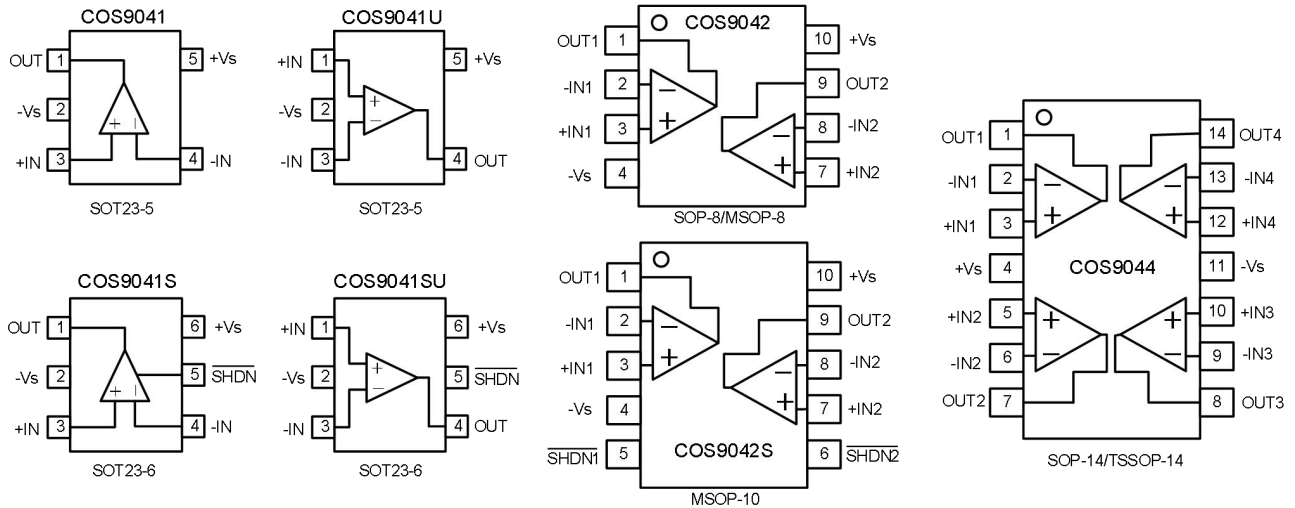 COS9041
OUT 1
5 +Vs
-Vs 2
+ −
+IN 3
4 -IN
SOT23-5
COS9041U
+IN 1
5 +Vs
-Vs 2
+
−
-IN 3
4 OUT
SOT23-5
COS9042
OUT1 1
10 +Vs
-IN1 2
−
9 OUT2
+IN1 3
+
−
8 -IN2
-Vs 4
+
7 +IN2
SOP-8/MSOP-8
COS9041S
OUT 1
6 +Vs
-Vs 2
5 SHDN
+ −
+IN 3
4 -IN
SOT23-6
COS9041SU
+IN 1
6 +Vs
-Vs 2
+
−
5 SHDN
-IN 3
4 OUT
SOT23-6
OUT1 1
10 +Vs
-IN1 2
−
9 OUT2
+IN1 3
+
−
8 -IN2
-Vs 4
+
7 +IN2
SHDN1 5
COS9042S
6 SHDN2
MSOP-10
OUT1 1
14 OUT4
-IN1 2
−
−
13 -IN4
+IN1 3
+
+
12 +IN4
+Vs 4
COS9044
11 -Vs
+IN2 5
+
+
10 +IN3
-IN2 6
−
−
9 -IN3
OUT2 7
8 OUT3
SOP-14/TSSOP-14